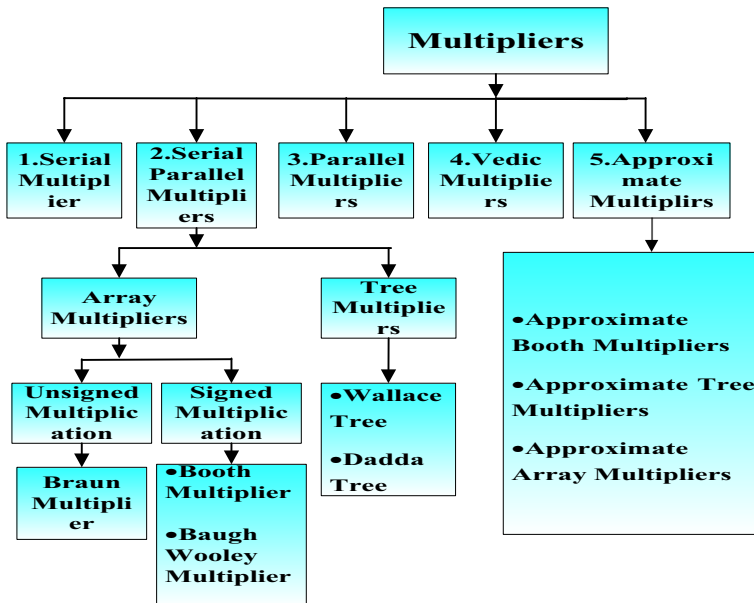 Multipliers
1.Serial
Multipl
ier
2.Serial
Parallel
Multipli
ers
3.Parallel
Multiplie
rs
4.Vedic
Multiplie
rs
5.Approxi
mate
Multiplirs
Array
Multipliers
Tree
Multiplie
rs
•Approximate
Booth Multipliers
•Approximate Tree
Multipliers
•Approximate
Array Multipliers
Unsigned
Multiplic
ation
Signed
Multiplic
ation
•Wallace
Tree
•Dadda
Tree
Braun
Multipli
er
•Booth
Multiplier
•Baugh
Wooley
Multiplier